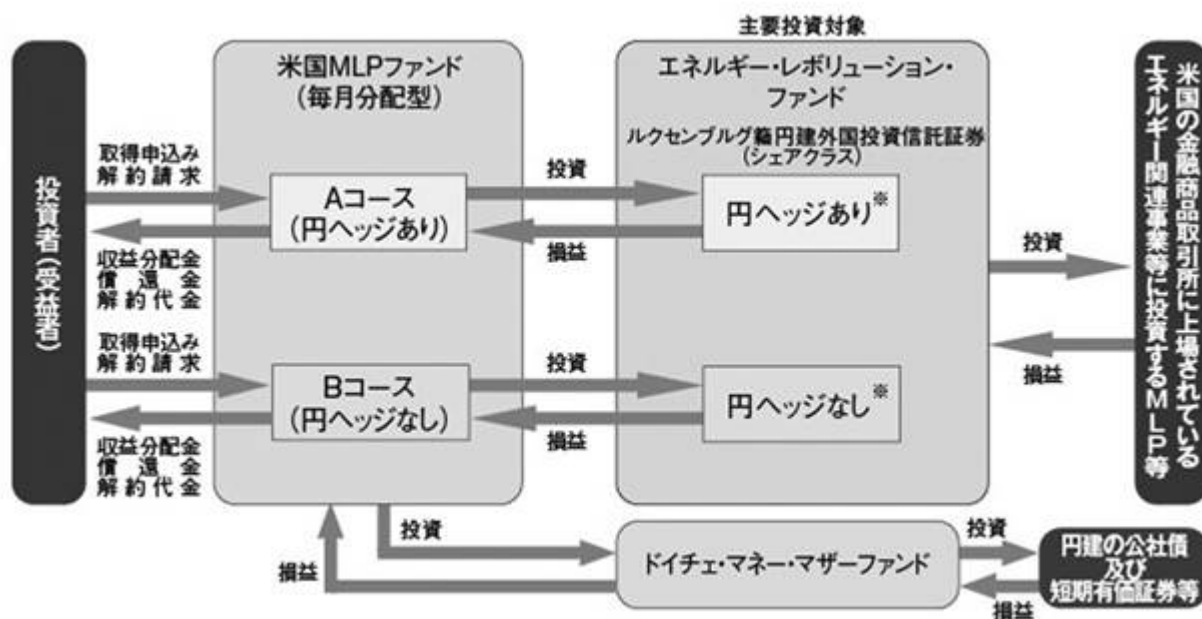 投資者(受益者)
取得申込み
解約請求
収益分配金
償還金
解約代金
取得申込み
解約請求
収益分配金
償還金
解約代金
米国MLPファンド
(毎月分配型)
Aコース
(円ヘッジあり)
Bコース
(円ヘッジなし)
投資
損益
投資
損益
主要投資対象
エネルギー・レボリューション・
ファンド
ルクセンブルグ籍円建外国投資信託証券
(シェアクラス)
円ヘッジあり※
円ヘッジなし※
投資
損益
米国の金融商品取引所に上場されている
エネルギー関連事業等に投資するMLP等
投資
損益
ドイチェ・マネー・マザーファンド
投資
損益
円建の公社債
及び
短期有価証券等